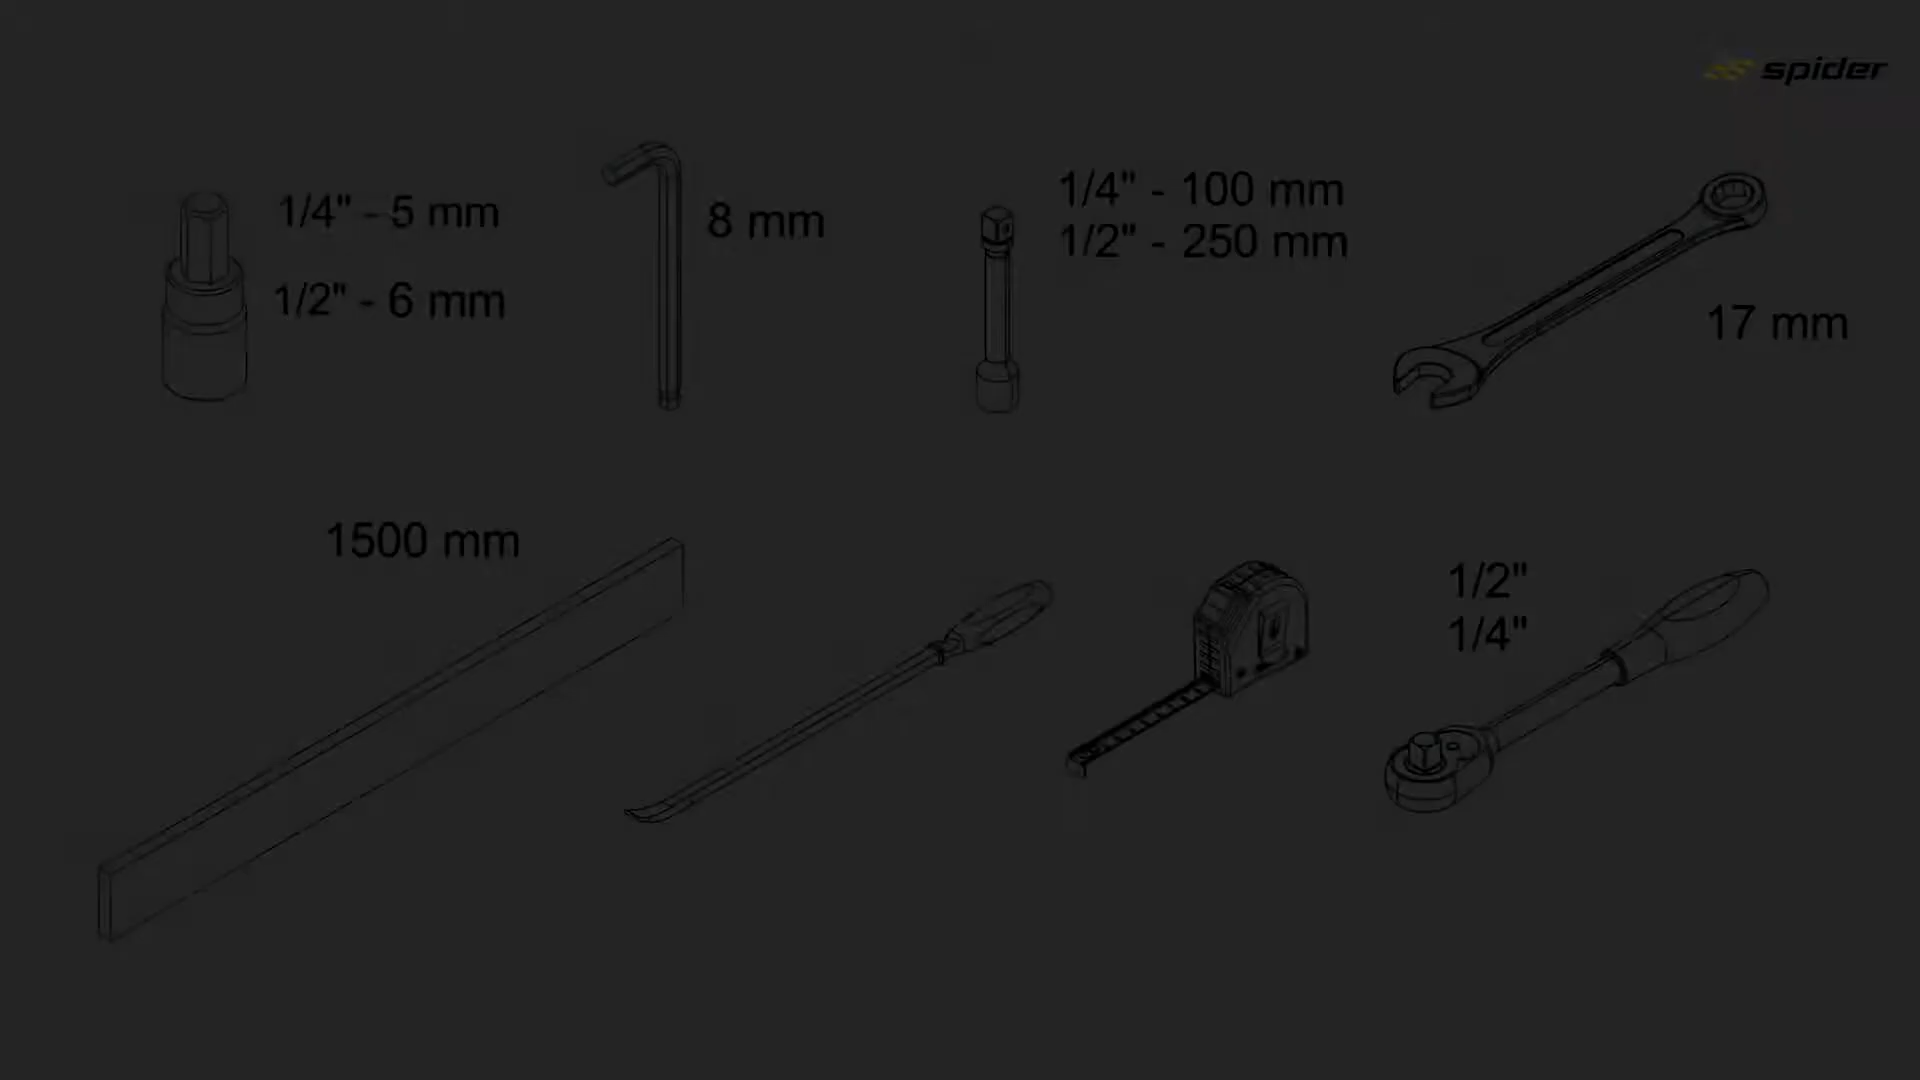 spider
1/4" - 5 mm
1/2" - 6 mm
8 mm
1/4" - 100 mm
1/2" - 250 mm
17 mm
1500 mm
1/2"
1/4"